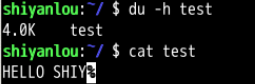 shiyanlou:~/ $ du -h test
4.0K    test
shiyanlou:~/ $ cat test
HELLO SHIY%